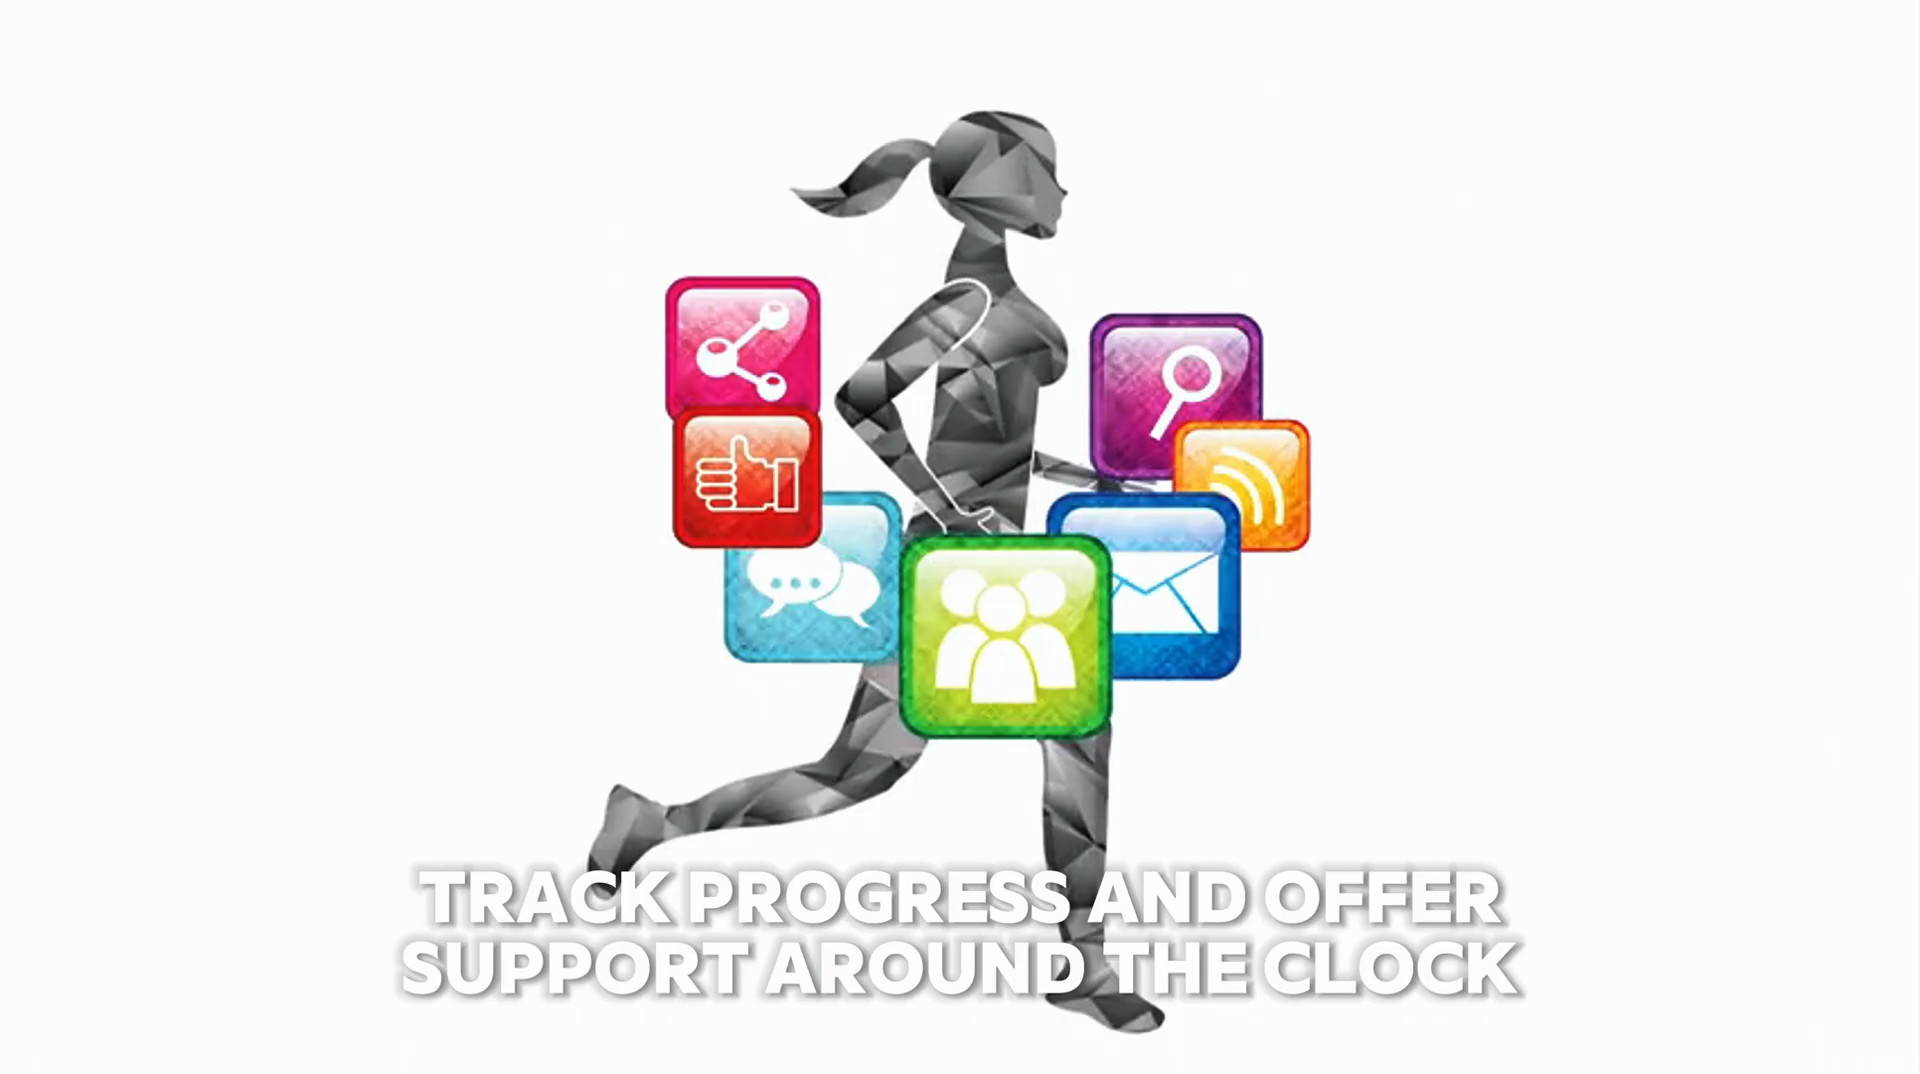 TRACK PROGRESS AND OFFER
SUPPORT AROUND THE CLOCK